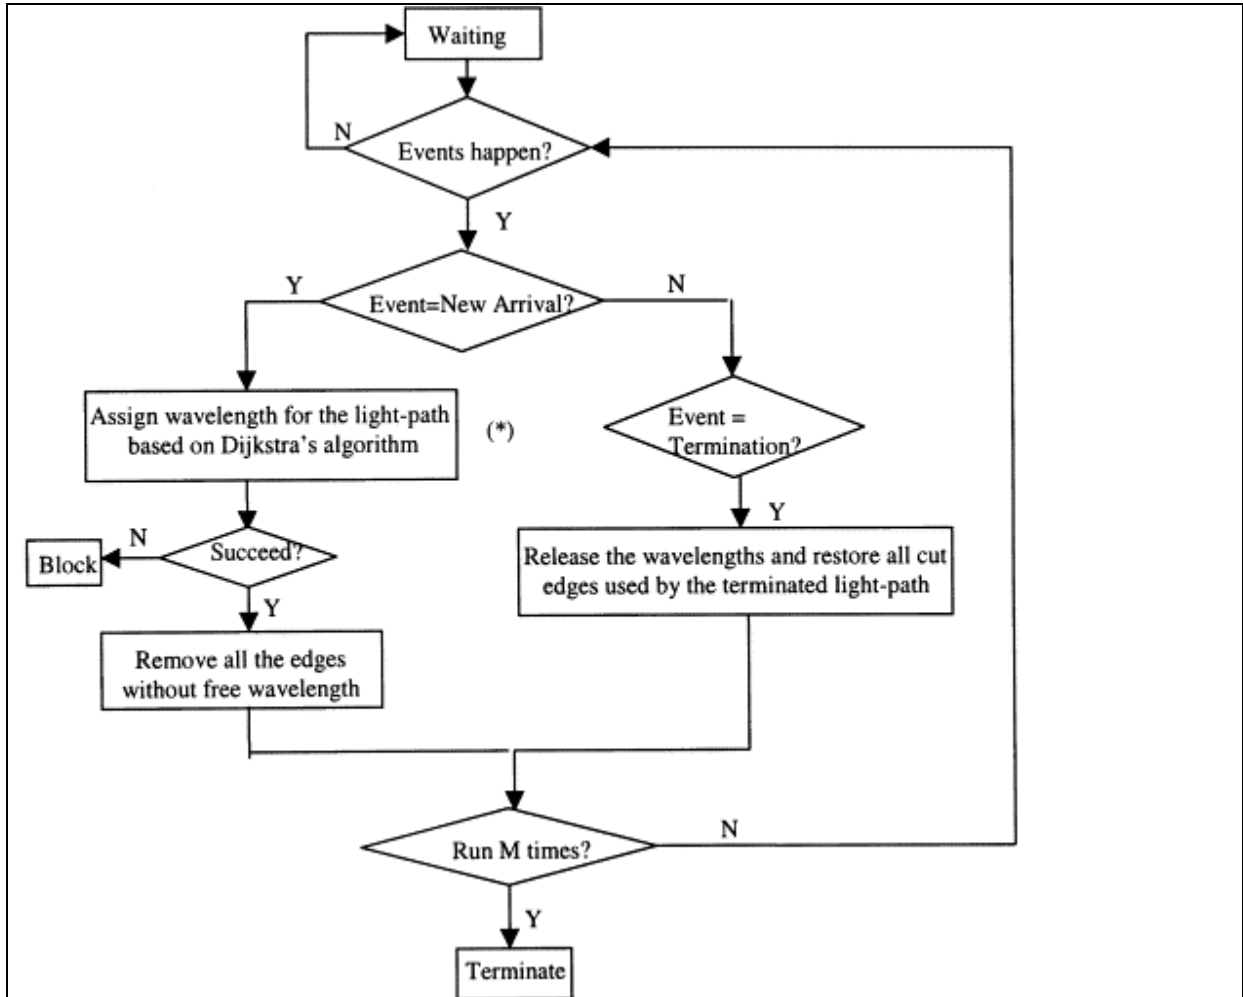 Waiting
N
Events happen?
Y
Y
Event=New Arrival?
N
Assign wavelength for the light-path
based on Dijkstra's algorithm
(*)
Event =
Termination?
N
Succeed?
Block
Y
Release the wavelengths and restore all cut
edges used by the terminated light-path
Y
Remove all the edges
without free wavelength
Run M times?
N
Y
Terminate